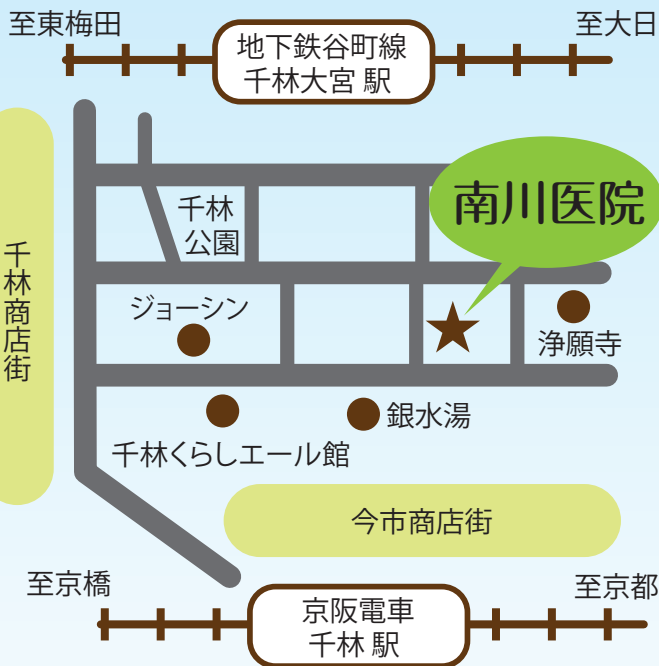 至東梅田
至大日
地下鉄谷町線
千林大宮 駅
南川医院
千林
公園
千林商店街
ジョーシン
浄願寺
銀水湯
千林くらしエール館
今市商店街
至京橋
至京都
京阪電車
千林 駅